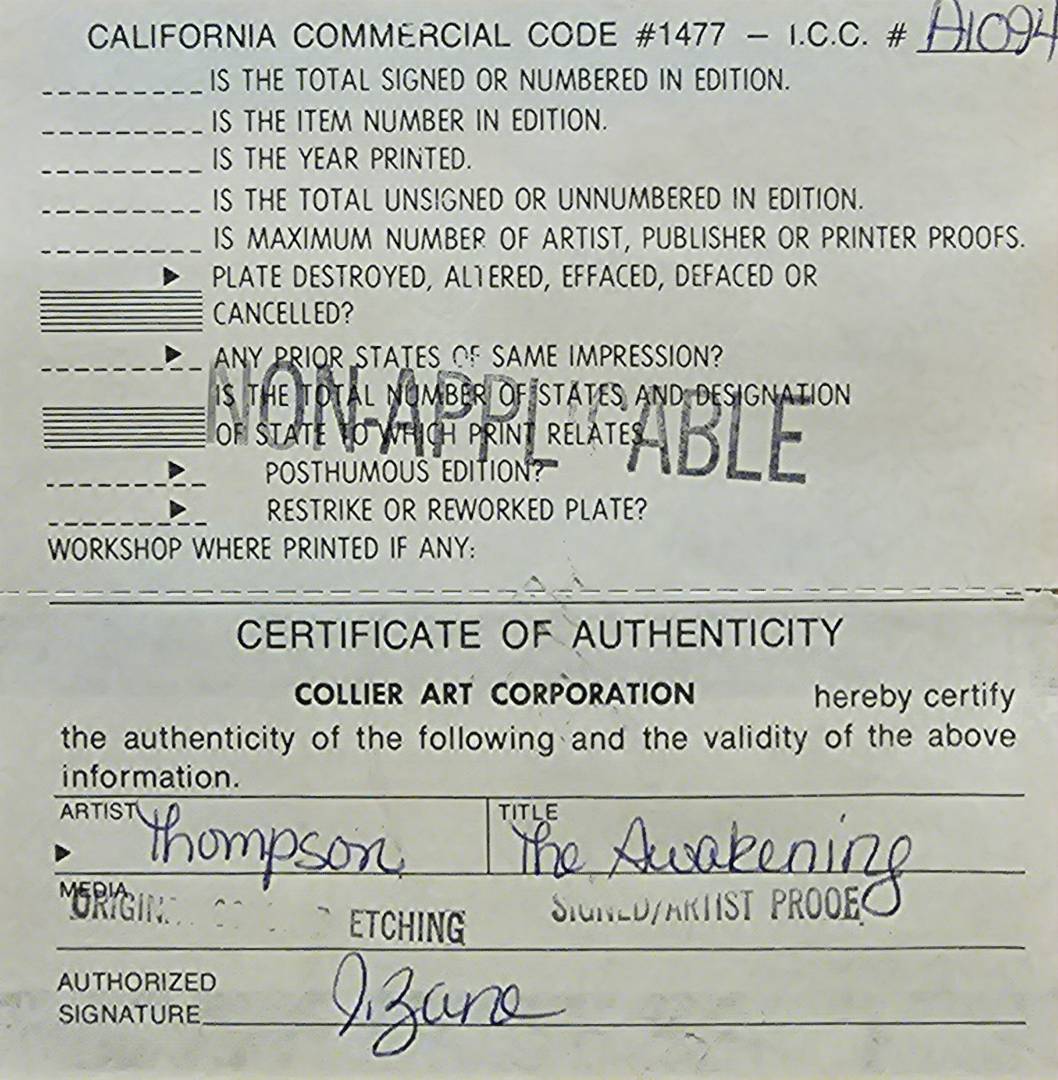 CALIFORNIA COMMERCIAL CODE #1477 – I.C.C. # A1094
IS THE TOTAL SIGNED OR NUMBERED IN EDITION.
IS THE ITEM NUMBER IN EDITION.
IS THE YEAR PRINTED.
IS THE TOTAL UNSIGNED OR UNNUMBERED IN EDITION.
IS MAXIMUM NUMBER OF ARTIST, PUBLISHER OR PRINTER PROOFS.
PLATE DESTROYED, ALTERED, EFFACED, DEFACED OR
CANCELLED?
ANY PRIOR STATES OF SAME IMPRESSION?
IS THE TOTAL NUMBER OF STATES AND DESIGNATION
NON-APPLICABLE
OF STATE TO WHICH PRINT RELATES
POSTHUMOUS EDITION?
RESTRIKE OR REWORKED PLATE?
WORKSHOP WHERE PRINTED IF ANY:
CERTIFICATE OF AUTHENTICITY
COLLIER ART CORPORATION hereby certify
the authenticity of the following and the validity of the above
information.
ARTIST Thompson TITLE The Awakening
MEDIA
ETCHING SIGNED/ARTIST PROOF
AUTHORIZED
SIGNATURE